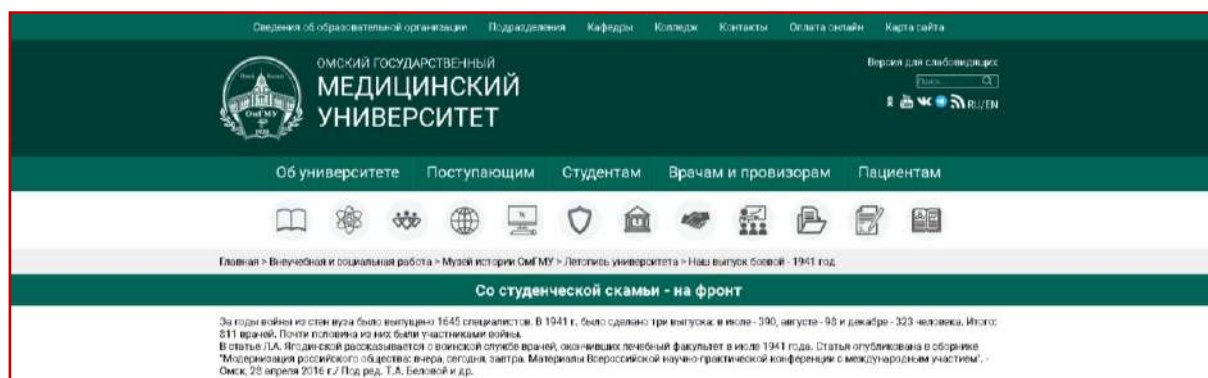 Сведения об образовательной организации Подразделения Кафедры Колледж Контакты Оплата онлайн Карта сайта
ОМСКИЙ ГОСУДАРСТВЕННЫЙ
МЕДИЦИНСКИЙ
УНИВЕРСИТЕТ
ОмГМУ
1920
Версия для слабовидящих
Поиск
RU/EN
Об университете Поступающим Студентам Врачам и провизорам Пациентам
Главная > Внеучебная и социальная работа > Музей истории ОмГМУ > Летопись университета > Наш выпуск боевой - 1941 год
Со студенческой скамьи - на фронт
За годы войны из стен вуза было выпущено 1645 специалистов. В 1941 г. было сделано три выпуска: в июле - 390, августе - 98 и декабре - 323 человека. Итого:
811 врачей. Почти половина из них были участниками войны.
В статье Л.А. Ягодинской рассказывается о воинской службе врачей, окончивших лечебный факультет в июле 1941 года. Статья опубликована в сборнике
"Модернизация российского общества: вчера, сегодня, завтра. Материалы Всероссийской научно-практической конференции с международным участием". -
Омск, 28 апреля 2016 г./ Под ред. Т.А. Беловой и др.